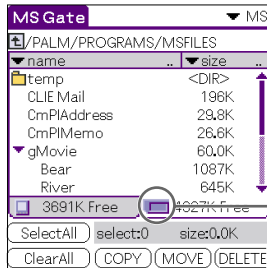 MS Gate ▼ MS
/PALM/PROGRAMS/MSFILES
▼name .. ▼size ..
temp <DIR>
CLIE Mail 196K
CmPlAddress 29.8K
CmPlMemo 26.6K
▼ gMovie 60.0K
Bear 1087K
River 645K
3691K Free 4327K Free
SelectAll select:0 size:0.0K
ClearAll COPY MOVE DELETE